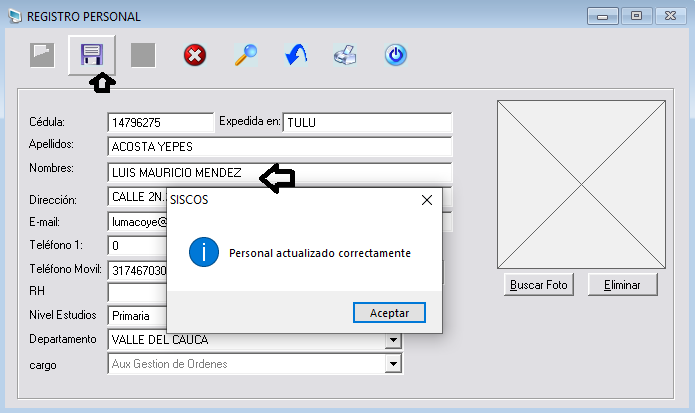 REGISTRO PERSONAL
Cédula: 14796275 Expedida en: TULU
Apellidos: ACOSTA YEPES
Nombres: LUIS MAURICIO MENDEZ
Dirección: CALLE 2N.
SISCOS
E-mail: lumacoye@
Teléfono 1: 0
Personal actualizado correctamente
Teléfono Movil: 317467030
RH
Buscar Foto Eliminar
Nivel Estudios Primaria
Aceptar
Departamento VALLE DEL CAUCA
cargo Aux Gestion de Ordenes